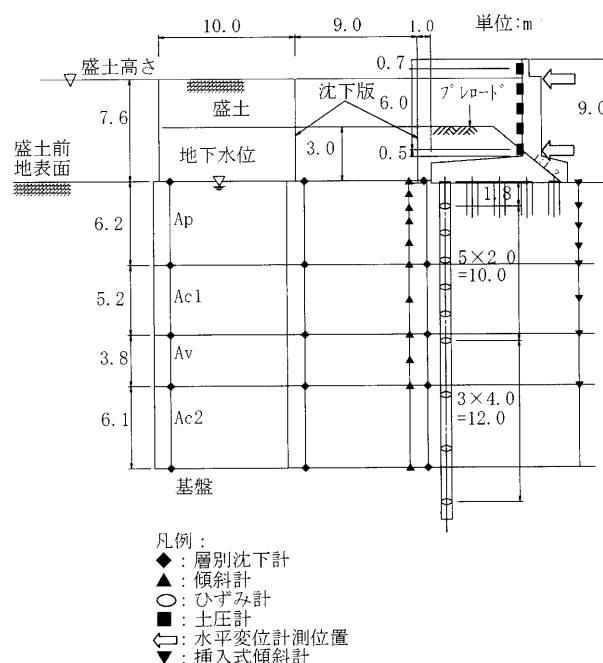 10.0
9.0
1.0
単位:m
盛土高さ
7.6
盛土
沈下版
0.7
6.0
0.5
プレロード
9.0
盛土前
地表面
地下水位
3.0
1.8
6.2
Ap
5×2.0
=10.0
5.2
Ac1
3.8
Av
6.1
Ac2
3×4.0
=12.0
基盤
凡例:
◆:層別沈下計
▲:傾斜計
○:ひずみ計
■:土圧計
⇦:水平変位計測位置
▼:挿入式傾斜計